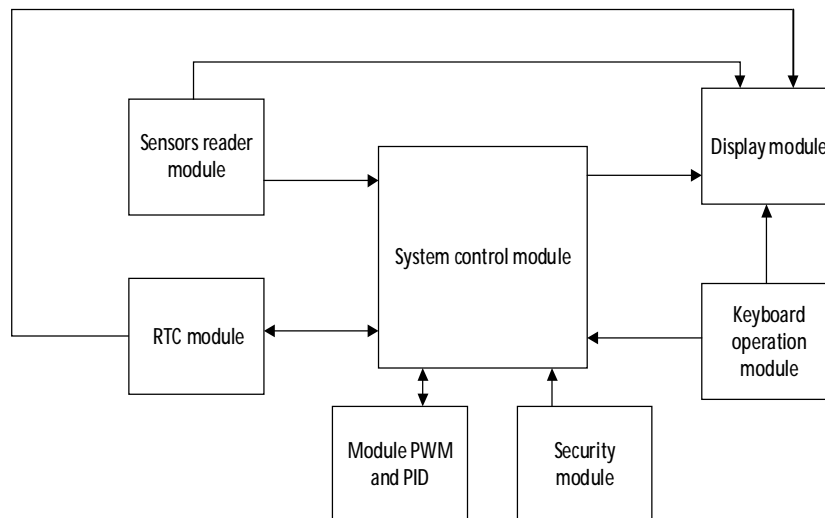 Sensors reader
module
Display module
System control module
RTC module
Keyboard
operation
module
Module PWM
and PID
Security
module